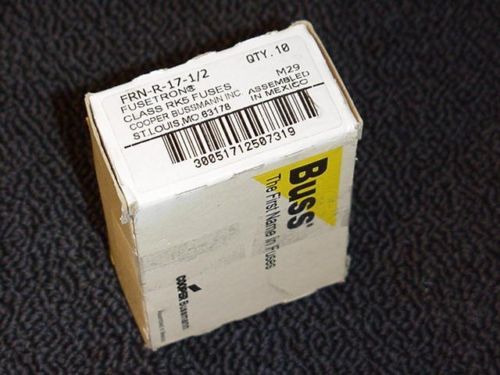 FRN-R-17-1/2
QTY.10
FUSETRON®
CLASS RK5 FUSES
COOPER BUSSMANN INC.
ST.LOUIS,MO 63178
M29
ASSEMBLED
IN MEXICO
30051712507319
Buss
The First Name in Fuses
COOPER Bussmann